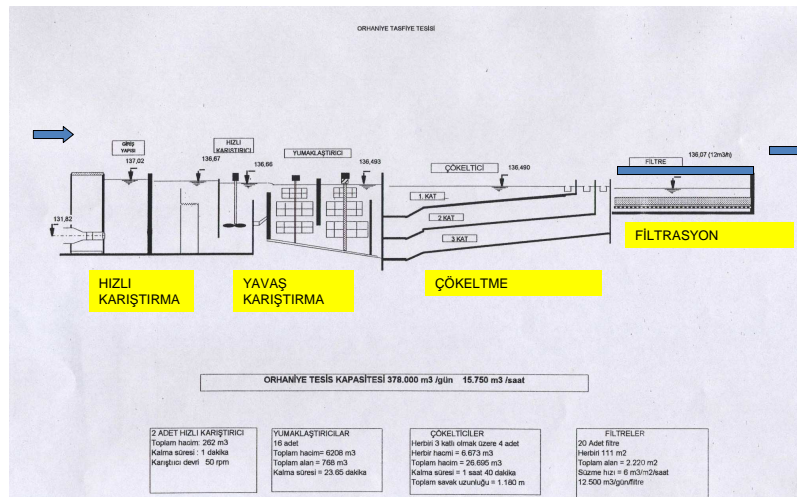 ORHANİYE TASFİYE TESİSİ
GİRİŞ
YAPISI
137,02
136,67
HIZLI
KARIŞTIRICI
136,66
YUMAKLAŞTIRICI
136,493
ÇÖKELTİCİ
136,490
FİLTRE
136,07 (12m3/h)
131,82
1. KAT
2 KAT
3 KAT
HIZLI
KARIŞTIRMA
YAVAŞ
KARIŞTIRMA
ÇÖKELTME
FİLTRASYON
ORHANİYE TESİS KAPASİTESİ 378.000 m3 /gün 15.750 m3 /saat
2 ADET HIZLI KARIŞTIRICI
Toplam hacim: 262 m3
Kalma süresi : 1 dakika
Karıştııcı devri 50 rpm
YUMAKLAŞTIRICILAR
16 adet
Toplam hacim= 6208 m3
Toplam alan = 768 m3
Kalma süresi = 23.65 dakika
ÇÖKELTİCİLER
Herbiri 3 katlı olmak üzere 4 adet
Herbir hacmi = 6.673 m3
Toplam hacim = 26.695 m3
Kalma süresi = 1 saat 40 dakika
Toplam savak uzunluğu = 1.180 m
FİLTRELER
20 Adet filtre
Herbiri 111 m2
Toplam alan = 2.220 m2
Süzme hızı = 6 m3/m2/saat
12.500 m3/gün/filtre